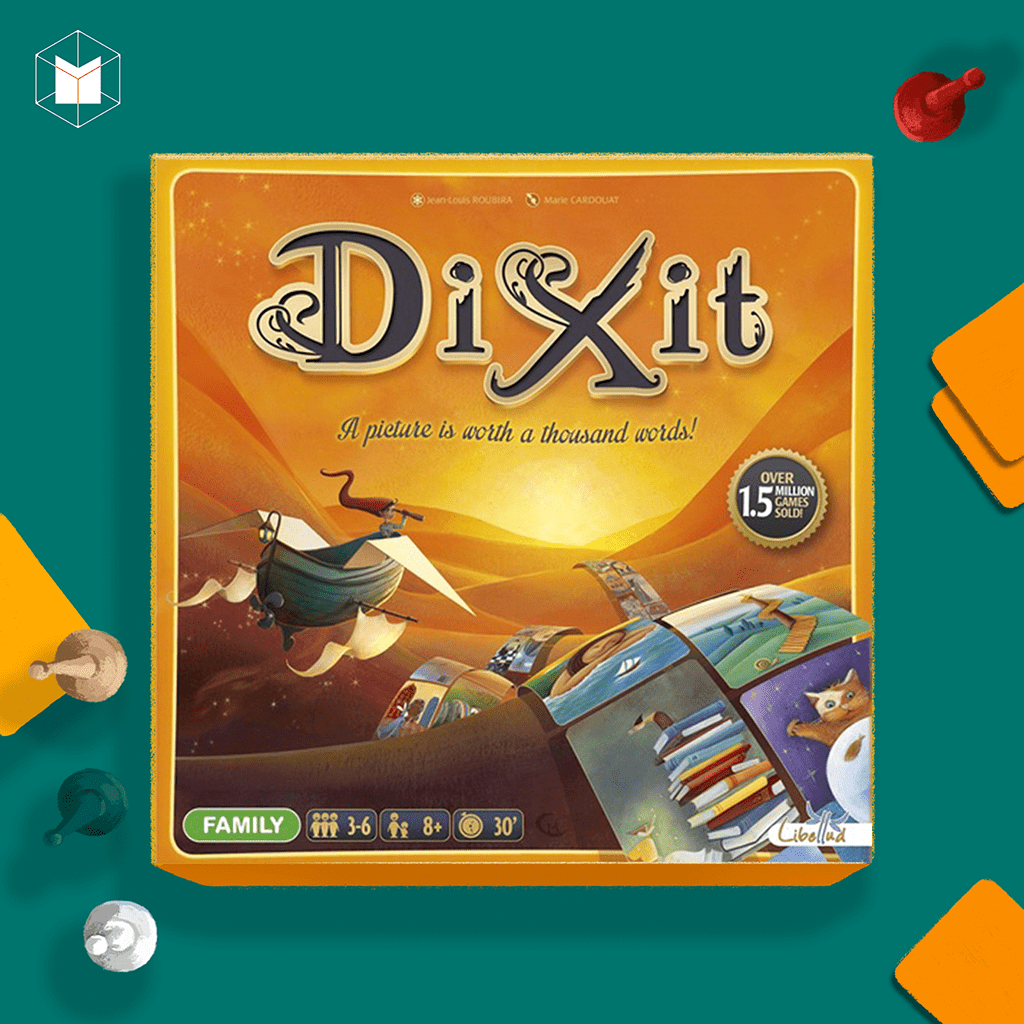 Jean-Louis ROUBIRA Marie CARDOUAT
DiXit
A picture is worth a thousand words!
OVER
1.5 MILLION
GAMES
SOLD!
FAMILY 3-6 8+ 30'
Libellud